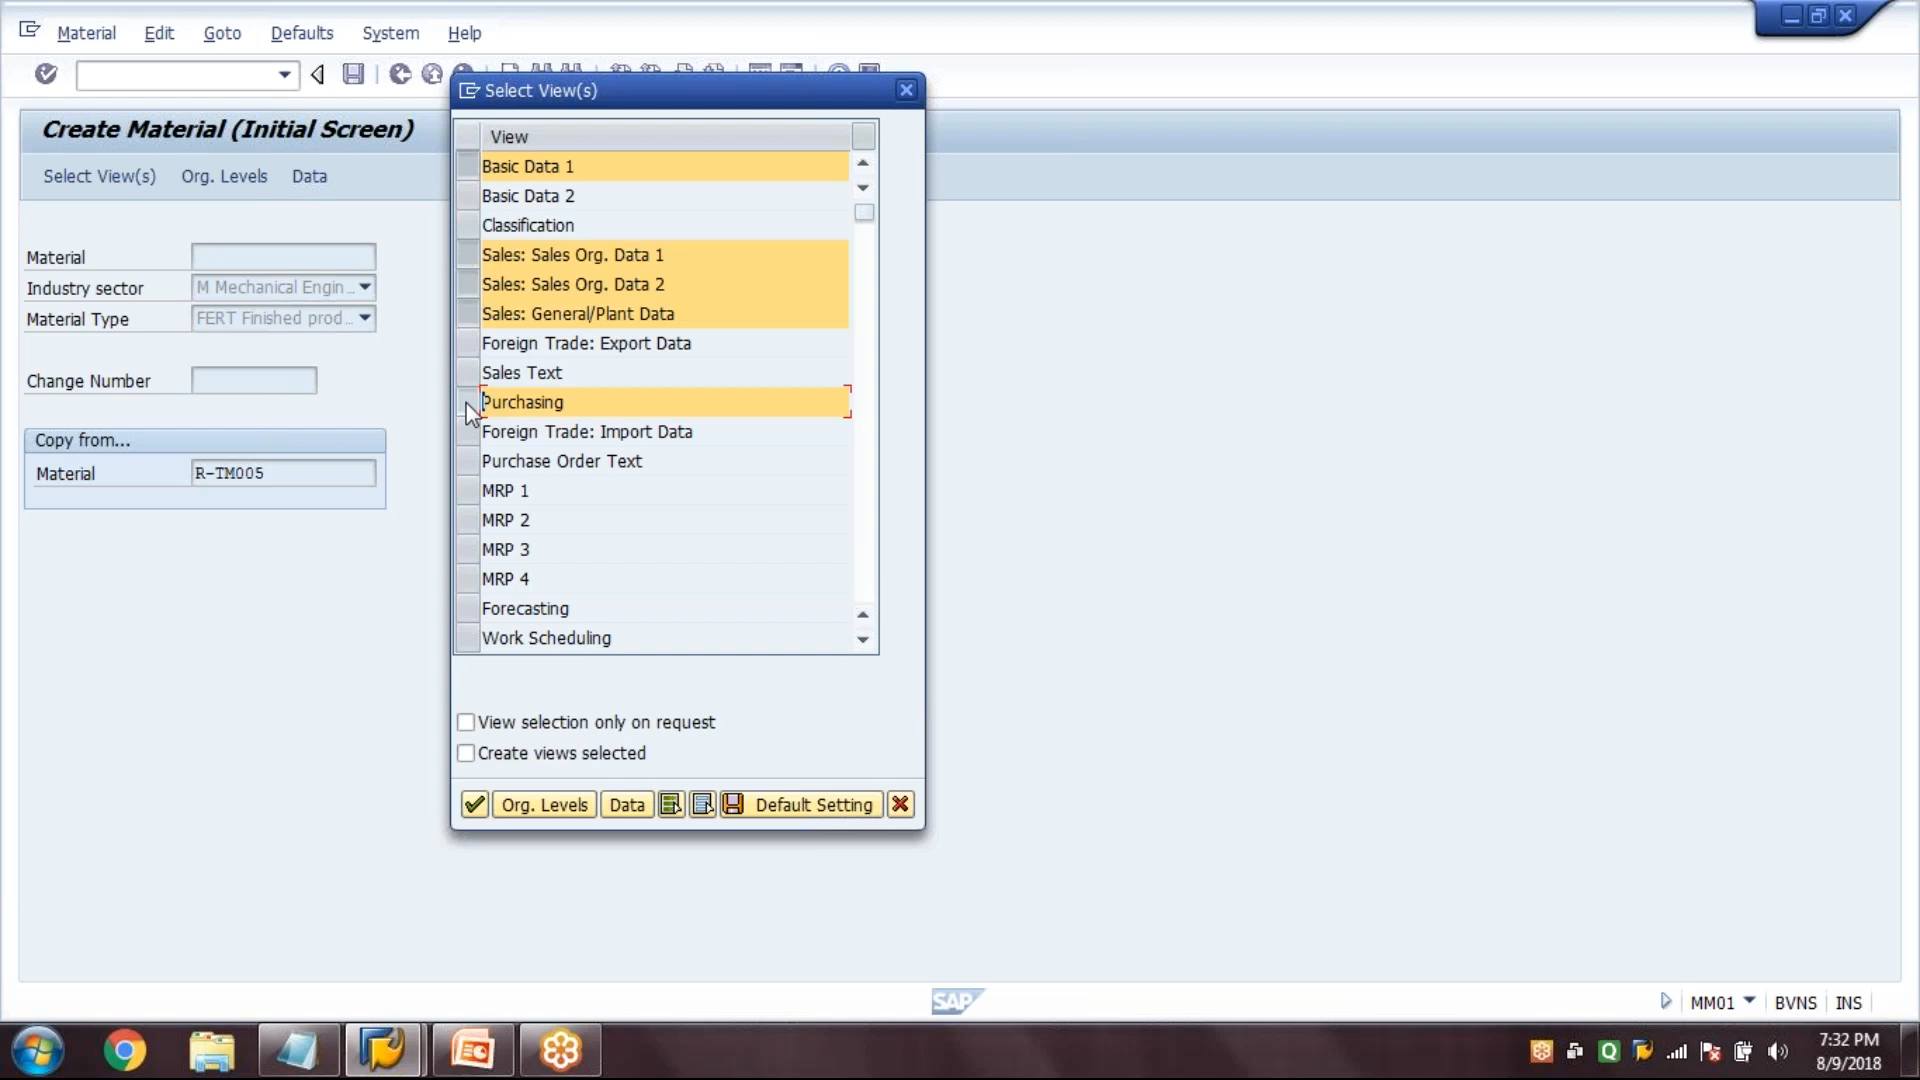 Material Edit Goto Defaults System Help
Select View(s)
Create Material (Initial Screen)
View
Select View(s) Org. Levels Data
Basic Data 1
Basic Data 2
Classification
Sales: Sales Org. Data 1
Sales: Sales Org. Data 2
Sales: General/Plant Data
Foreign Trade: Export Data
Sales Text
Purchasing
Foreign Trade: Import Data
Purchase Order Text
MRP 1
MRP 2
MRP 3
MRP 4
Forecasting
Work Scheduling
Material
Industry sector M Mechanical Engin...
Material Type FERT Finished prod...
Change Number
Copy from...
Material R-TM005
View selection only on request
Create views selected
Org. Levels Data Default Setting
SAP
MM01 BVNS INS
7:32 PM
8/9/2018